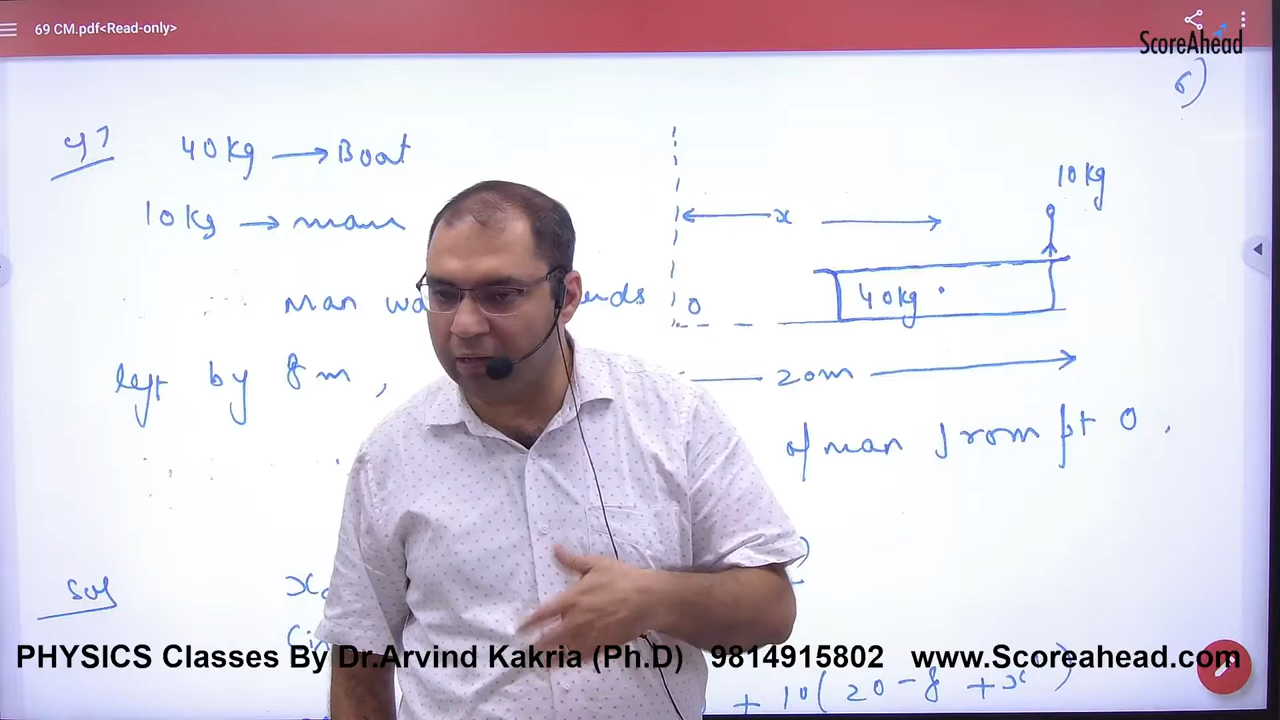 69 CM.pdf<Read-only>
ScoreAhead
6)
40kg → Boat
10kg
10kg → man
x
man wa
left by 8m,
0
40kg
20m
of man from pt 0.
Sol
+ 10(20-8 + x
PHYSICS Classes By Dr.Arvind Kakria (Ph.D) 9814915802 www.Scoreahead.com